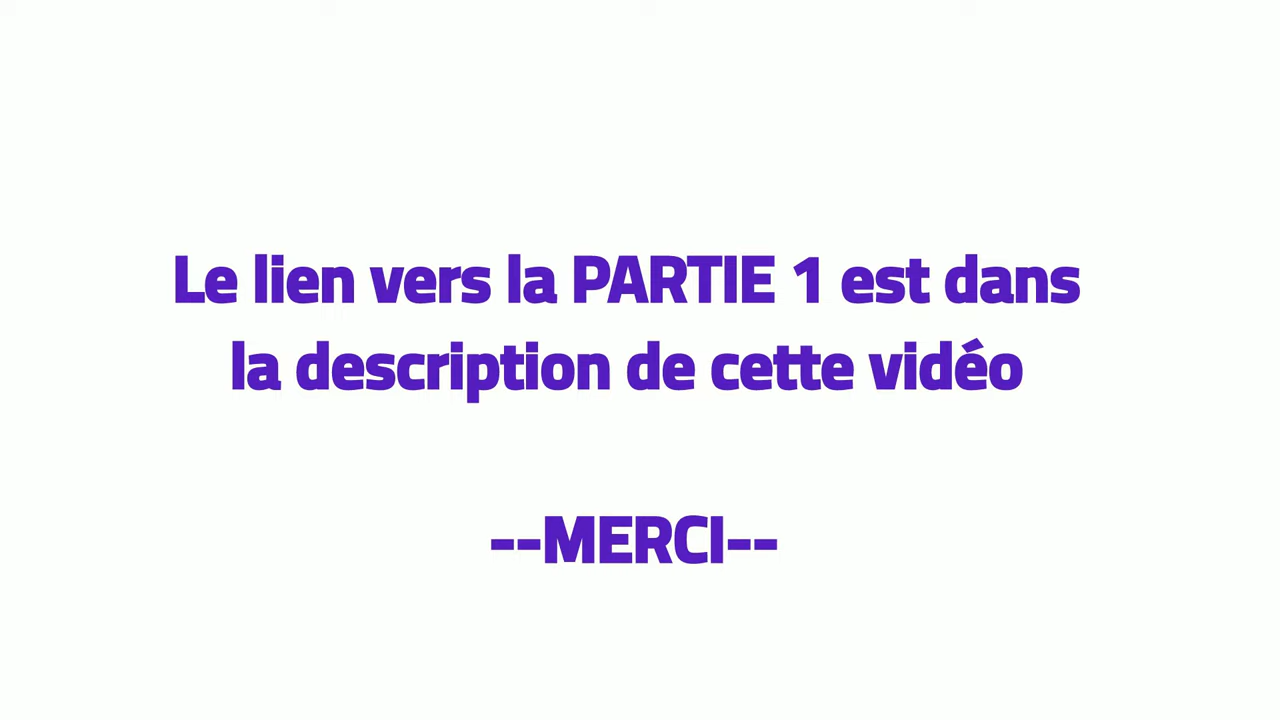 Le lien vers la PARTIE 1 est dans
la description de cette vidéo
--MERCI--